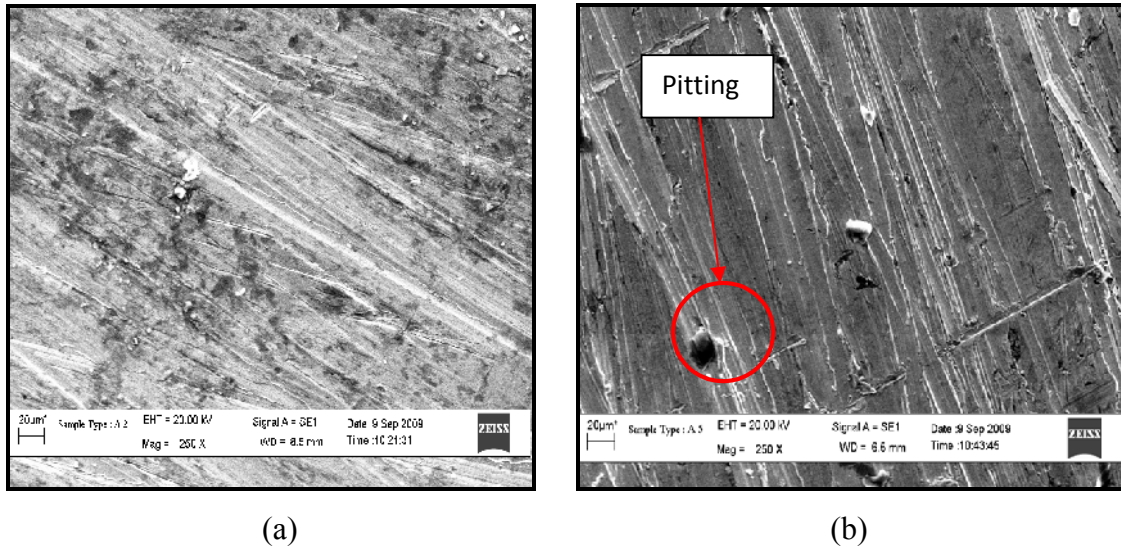 Pitting
20µm
Sample Type : A 2
EHT = 20.00 kV
Signal A = SE1
Date :9 Sep 2009
Mag = 250 X
WD = 8.5 mm
Time :10:21:31
ZEISS
20µm
Sample Type : A 3
EHT = 20.00 kV
Signal A = SE1
Date :9 Sep 2009
Mag = 250 X
WD = 6.5 mm
Time :10:43:45
ZEISS
(a)
(b)